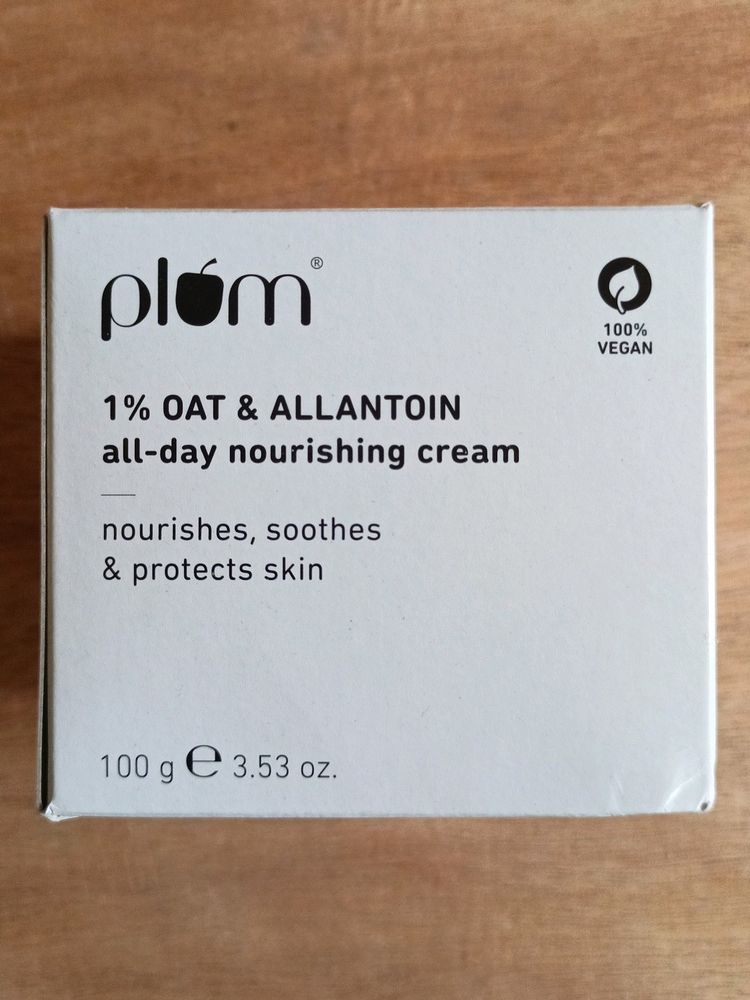 plum®
100%
VEGAN
1% OAT & ALLANTOIN
all-day nourishing cream
nourishes, soothes
& protects skin
100 g ℮ 3.53 oz.